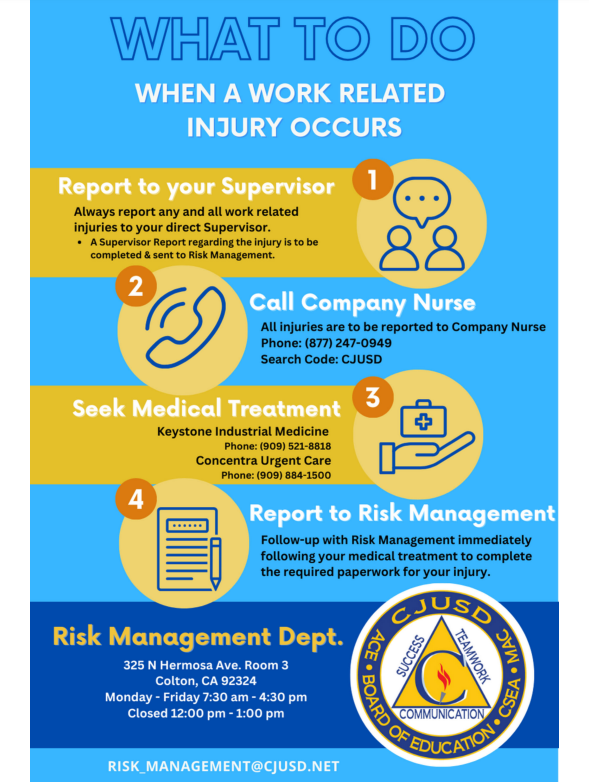 WHAT TO DO
WHEN A WORK RELATED
INJURY OCCURS
1
Report to your Supervisor
Always report any and all work related
injuries to your direct Supervisor.
• A Supervisor Report regarding the injury is to be
completed & sent to Risk Management.
2
Call Company Nurse
All injuries are to be reported to Company Nurse
Phone: (877) 247-0949
Search Code: CJUSD
3
Seek Medical Treatment
Keystone Industrial Medicine
Phone: (909) 521-8818
Concentra Urgent Care
Phone: (909) 884-1500
4
Report to Risk Management
Follow-up with Risk Management immediately
following your medical treatment to complete
the required paperwork for your injury.
Risk Management Dept.
325 N Hermosa Ave. Room 3
Colton, CA 92324
Monday - Friday 7:30 am - 4:30 pm
Closed 12:00 pm - 1:00 pm
CJUSD
ACE • BOARD OF EDUCATION • CSEA • MAC
SUCCESS
TEAMWORK
C
COMMUNICATION
RISK_MANAGEMENT@CJUSD.NET